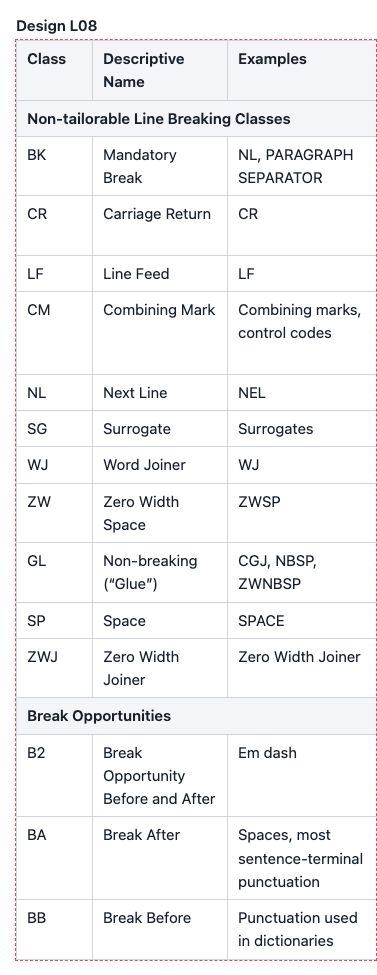 Design L08
Class
Descriptive
Name
Examples
Non-tailorable Line Breaking Classes
BK
Mandatory
Break
NL, PARAGRAPH
SEPARATOR
CR
Carriage Return
CR
LF
Line Feed
LF
CM
Combining Mark
Combining marks,
control codes
NL
Next Line
NEL
SG
Surrogate
Surrogates
WJ
Word Joiner
WJ
ZW
Zero Width
Space
ZWSP
GL
Non-breaking
(“Glue”)
CGJ, NBSP,
ZWNBSP
SP
Space
SPACE
ZWJ
Zero Width
Joiner
Zero Width Joiner
Break Opportunities
B2
Break
Opportunity
Before and After
Em dash
BA
Break After
Spaces, most
sentence-terminal
punctuation
BB
Break Before
Punctuation used
in dictionaries